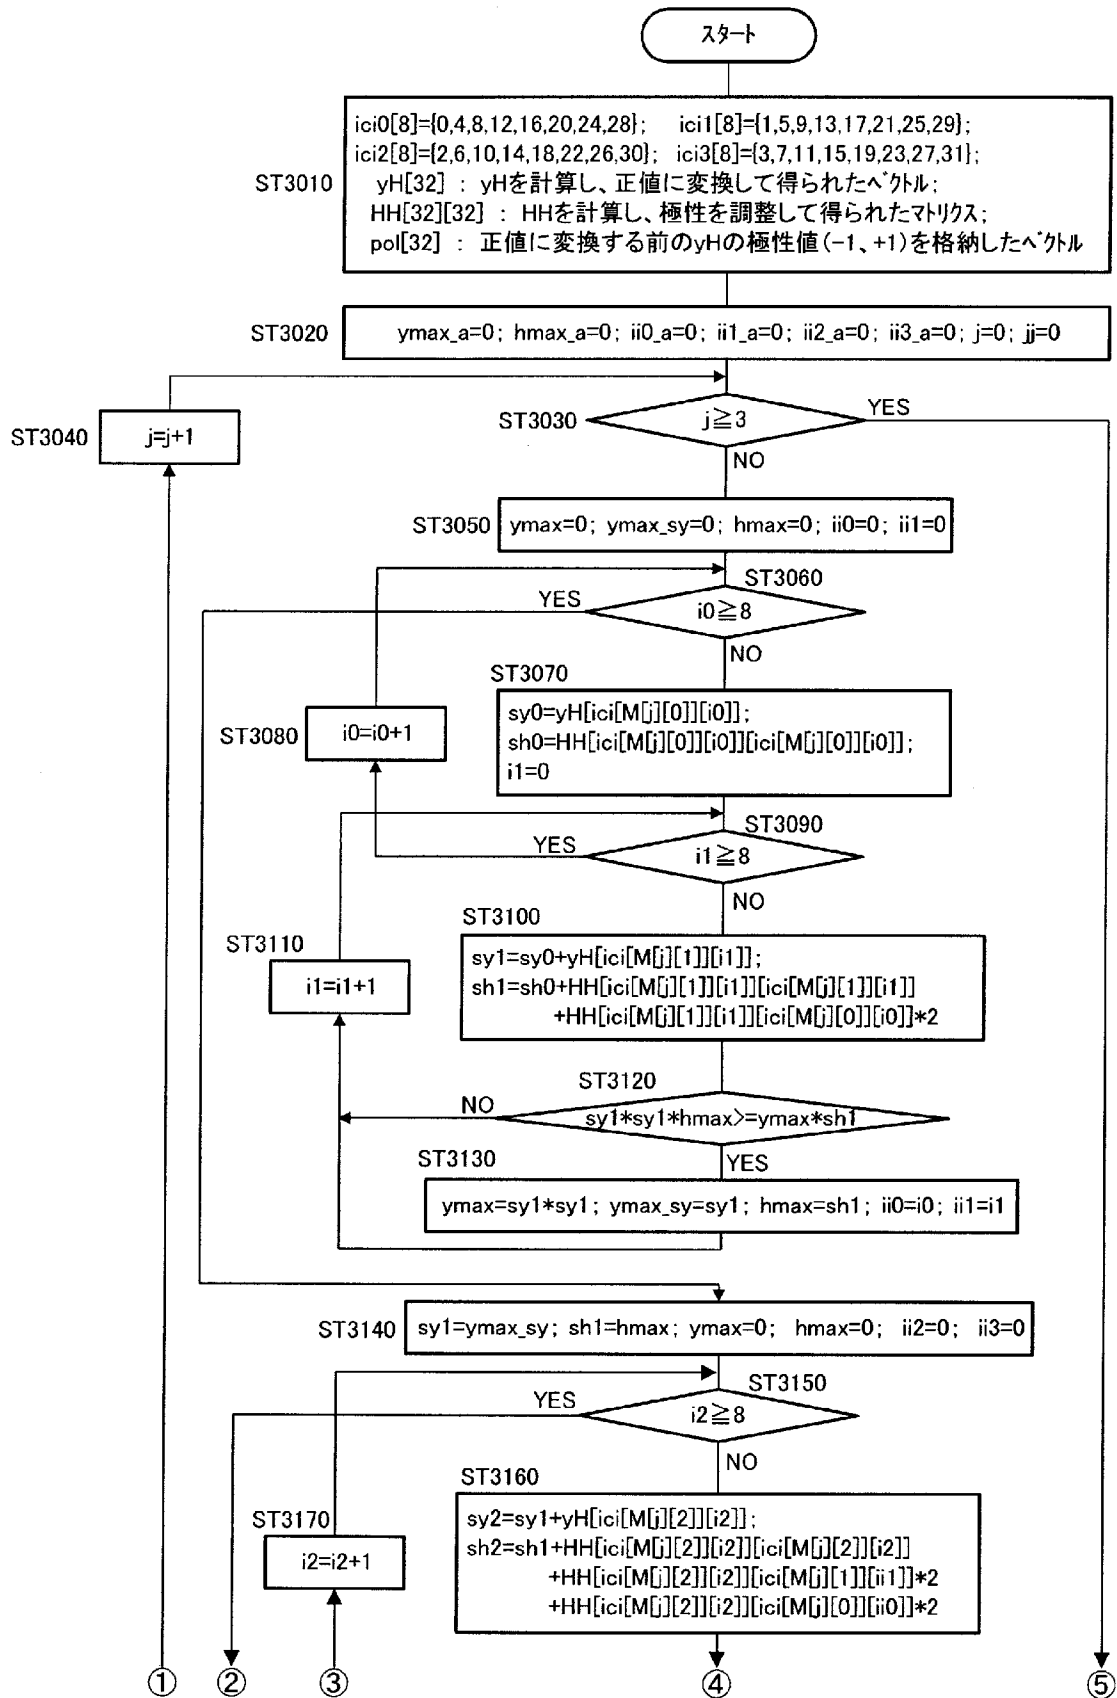 スタート
ST3010
ici0[8]={0,4,8,12,16,20,24,28}; ici1[8]={1,5,9,13,17,21,25,29};
ici2[8]={2,6,10,14,18,22,26,30}; ici3[8]={3,7,11,15,19,23,27,31};
yH[32] : yHを計算し、正値に変換して得られたベクトル;
HH[32][32] : HHを計算し、極性を調整して得られたマトリクス;
pol[32] : 正値に変換する前のyHの極性値(-1、+1)を格納したベクトル
ST3020
ymax_a=0; hmax_a=0; ii0_a=0; ii1_a=0; ii2_a=0; ii3_a=0; j=0; jj=0
ST3030
j≧3
YES
NO
ST3040
j=j+1
ST3050
ymax=0; ymax_sy=0; hmax=0; ii0=0; ii1=0
ST3060
i0≧8
YES
NO
ST3070
sy0=yH[ici[M[j][0]][i0]];
sh0=HH[ici[M[j][0]][i0]][ici[M[j][0]][i0]];
i1=0
ST3080
i0=i0+1
ST3090
i1≧8
YES
NO
ST3100
sy1=sy0+yH[ici[M[j][1]][i1]];
sh1=sh0+HH[ici[M[j][1]][i1]][ici[M[j][1]][i1]]
+HH[ici[M[j][1]][i1]][ici[M[j][0]][i0]]*2
ST3110
i1=i1+1
ST3120
sy1*sy1*hmax>=ymax*sh1
NO
YES
ST3130
ymax=sy1*sy1; ymax_sy=sy1; hmax=sh1; ii0=i0; ii1=i1
ST3140
sy1=ymax_sy; sh1=hmax; ymax=0; hmax=0; ii2=0; ii3=0
ST3150
i2≧8
YES
NO
ST3160
sy2=sy1+yH[ici[M[j][2]][i2]];
sh2=sh1+HH[ici[M[j][2]][i2]][ici[M[j][2]][i2]]
+HH[ici[M[j][2]][i2]][ici[M[j][1]][ii1]]*2
+HH[ici[M[j][2]][i2]][ici[M[j][0]][ii0]]*2
ST3170
i2=i2+1
① ② ③ ④ ⑤